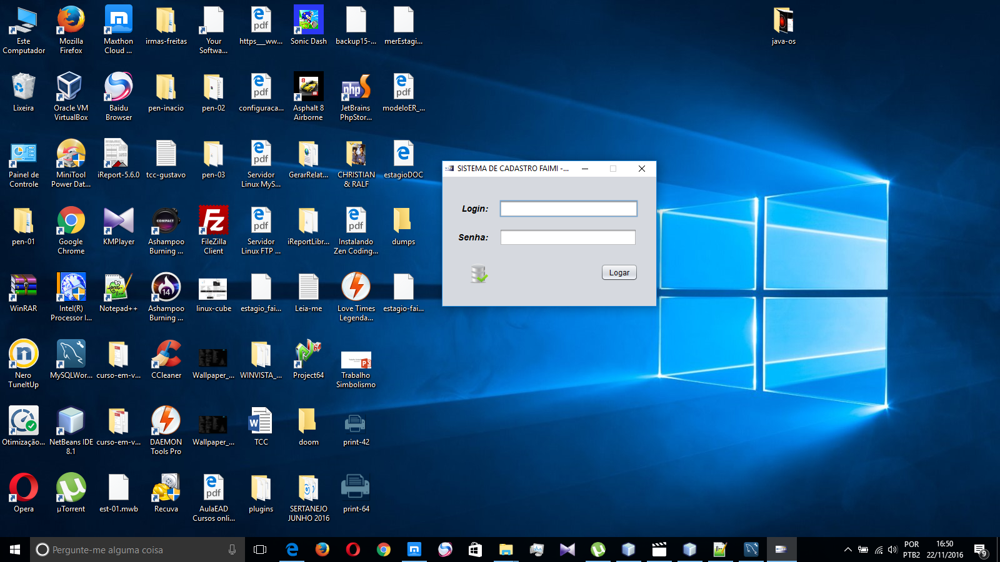 Este
Computador
Mozilla
Firefox
Maxthon
Cloud ...
irmas-freitas
Your
Softwa...
https___ww...
Sonic Dash
backup15-...
merEstagi...
java-os
Lixeira
Oracle VM
VirtualBox
Baidu
Browser
pen-inacio
pen-02
configuraca...
Asphalt 8
Airborne
JetBrains
PhpStor...
modeloER_...
Painel de
Controle
MiniTool
Power Dat...
iReport-5.6.0
tcc-gustavo
pen-03
Servidor
Linux MyS...
GerarRelat...
CHRISTIAN
& RALF
estagioDOC
pen-01
Google
Chrome
KMPlayer
Ashampoo
Burning ...
FileZilla
Client
Servidor
Linux FTP ...
iReportLibr...
Instalando
Zen Coding...
dumps
WinRAR
Intel(R)
Processor I...
Notepad++
Ashampoo
Burning ...
linux-cube
estagio_fai...
Leia-me
Love Times
Legenda...
estagio-fai...
Nero
TuneItUp
MySQLWor...
curso-em-v...
CCleaner
Wallpaper_...
WINVISTA_...
Project64
Trabalho
Simbolismo
Otimização...
NetBeans IDE
8.1
curso-em-v...
DAEMON
Tools Pro
Wallpaper_...
TCC
doom
print-42
Opera
µTorrent
est-01.mwb
Recuva
AulaEAD
Cursos onli...
plugins
SERTANEJO
JUNHO 2016
print-64
SISTEMA DE CADASTRO FAIMI -...
Login:
Senha:
Logar
Pergunte-me alguma coisa
POR
PTB2
16:50
22/11/2016
9